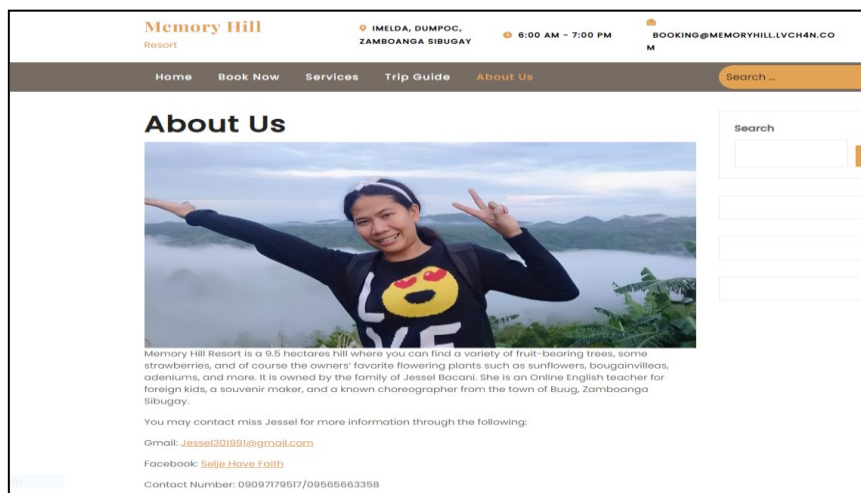 Memory Hill
Resort
IMELDA, DUMPOC,
ZAMBOANGA SIBUGAY
6:00 AM - 7:00 PM
BOOKING@MEMORYHILL.LVCH4N.CO
M
Home Book Now Services Trip Guide About Us
Search ...
About Us
Search
LO
VE
Memory Hill Resort is a 9.5 hectares hill where you can find a variety of fruit-bearing trees, some
strawberries, and of course the owners' favorite flowering plants such as sunflowers, bougainvilleas,
adeniums, and more. It is owned by the family of Jessel Bacani. She is an Online English teacher for
foreign kids, a souvenir maker, and a known choreographer from the town of Buug, Zamboanga
Sibugay.
You may contact miss Jessel for more information through the following:
Gmail: Jessel301991@gmail.com
Facebook: Selje Have Faith
Contact Number: 09097179517/09565663358